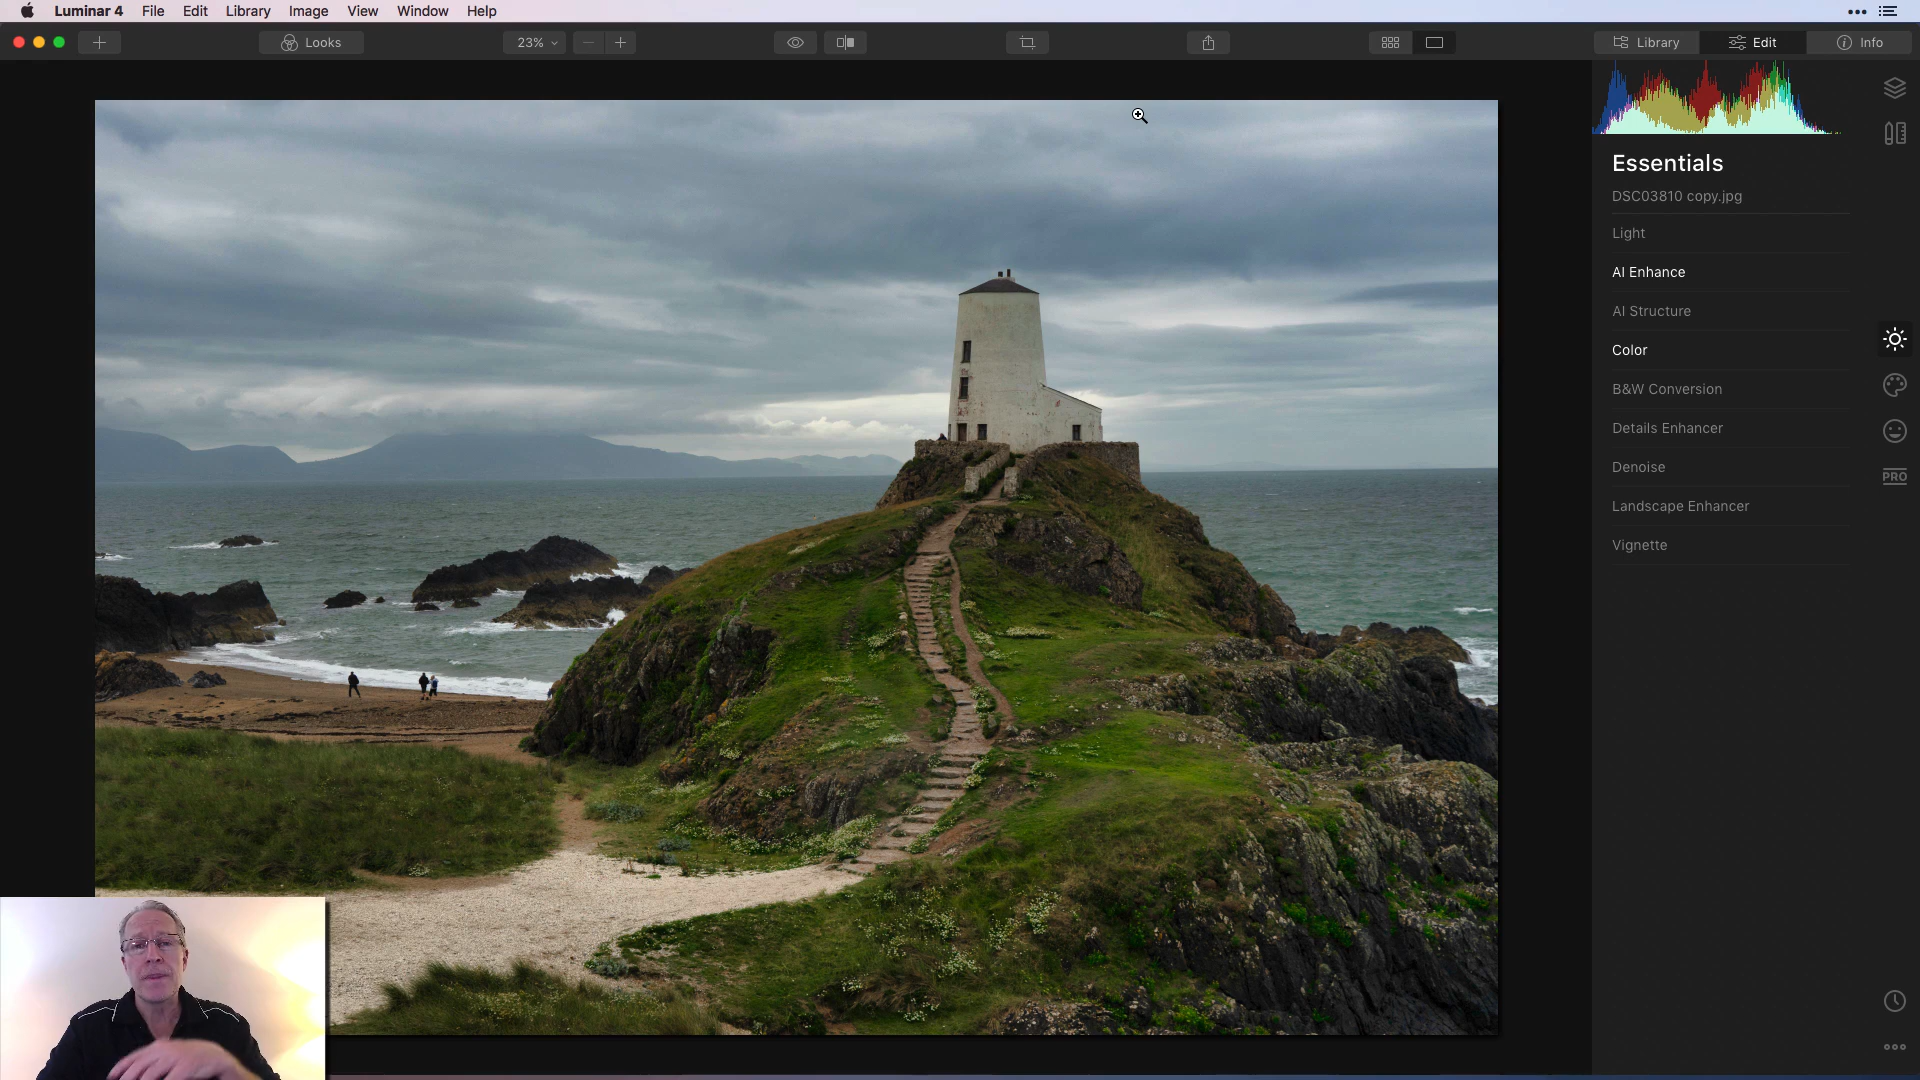 Luminar 4 File Edit Library Image View Window Help
Looks 23% Library Edit Info
Essentials
DSC03810 copy.jpg
Light
AI Enhance
AI Structure
Color
B&W Conversion
Details Enhancer
Denoise
Landscape Enhancer
Vignette
PRO